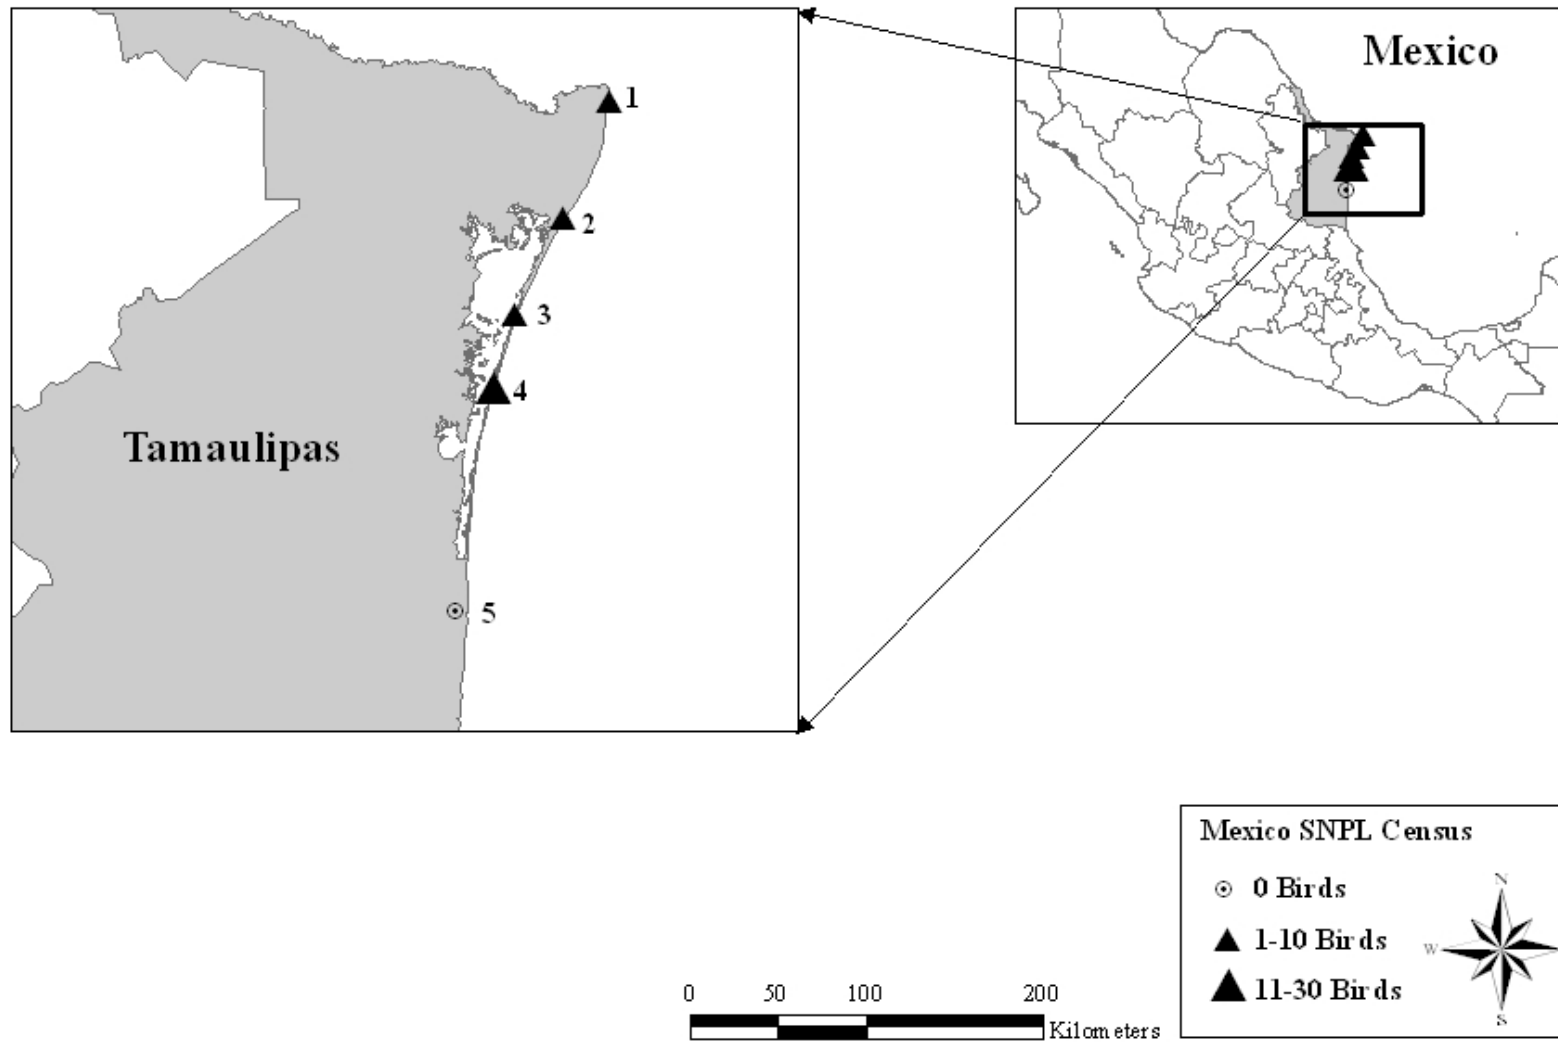 Mexico
1
2
3
4
Tamaulipas
5
Mexico SNPL Census
0 Birds
1-10 Birds
11-30 Birds
N
W
S
0 50 100 200
Kilometers